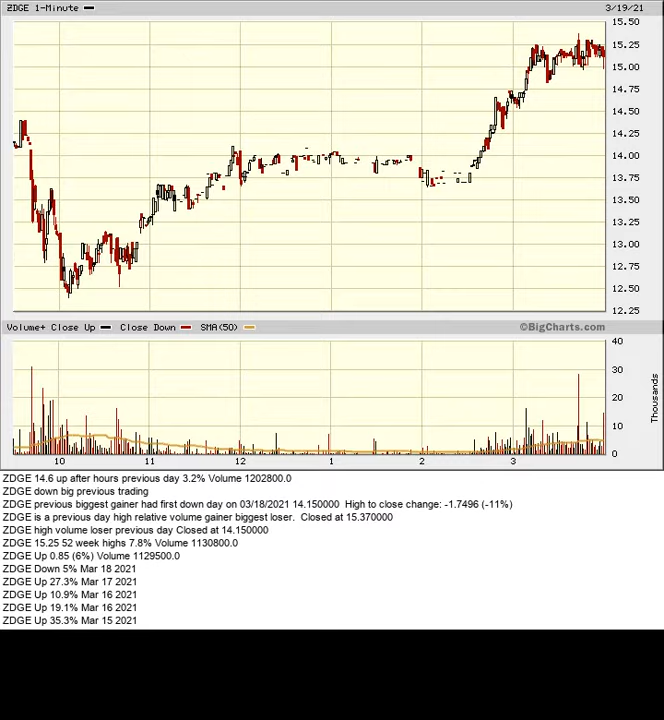 ZDGE 1-Minute 3/19/21
15.50
15.25
15.00
14.75
14.50
14.25
14.00
13.75
13.50
13.25
13.00
12.75
12.50
12.25
Volume+ Close Up Close Down SMA(50) ©BigCharts.com
40
30
20
10
0
Thousands
10 11 12 1 2 3
ZDGE 14.6 up after hours previous day 3.2% Volume 1202800.0
ZDGE down big previous trading
ZDGE previous biggest gainer had first down day on 03/18/2021 14.150000 High to close change: -1.7496 (-11%)
ZDGE is a previous day high relative volume gainer biggest loser. Closed at 15.370000
ZDGE high volume loser previous day Closed at 14.150000
ZDGE 15.25 52 week highs 7.8% Volume 1130800.0
ZDGE Up 0.85 (6%) Volume 1129500.0
ZDGE Down 5% Mar 18 2021
ZDGE Up 27.3% Mar 17 2021
ZDGE Up 10.9% Mar 16 2021
ZDGE Up 19.1% Mar 16 2021
ZDGE Up 35.3% Mar 15 2021